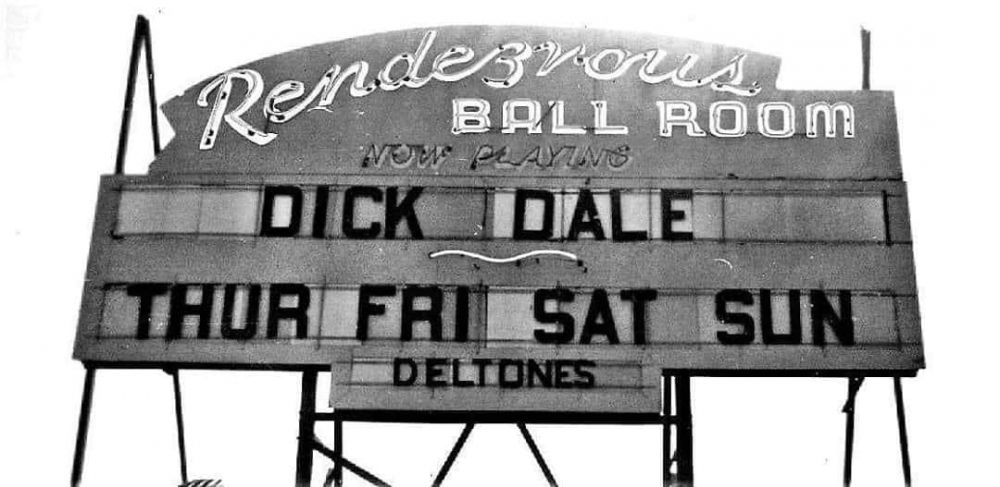 Rendezvous
BALL ROOM
NOW PLAYING
DICK DALE
THUR FRI SAT SUN
DELTONES